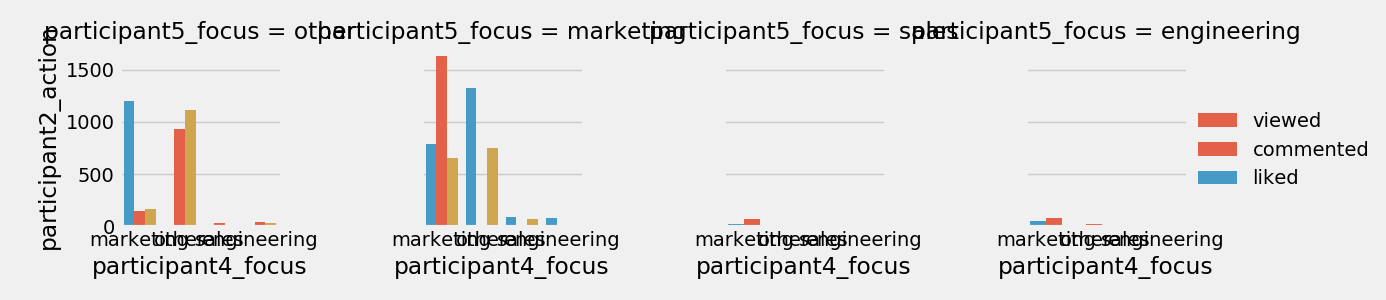 participant5_focus = other
participant5_focus = marketing
participant5_focus = sales
participant5_focus = engineering
participant2_action
1500
1000
500
0
marketing other sales engineering
marketing other sales engineering
marketing other sales engineering
marketing other sales engineering
participant4_focus
participant4_focus
participant4_focus
participant4_focus
viewed
commented
liked